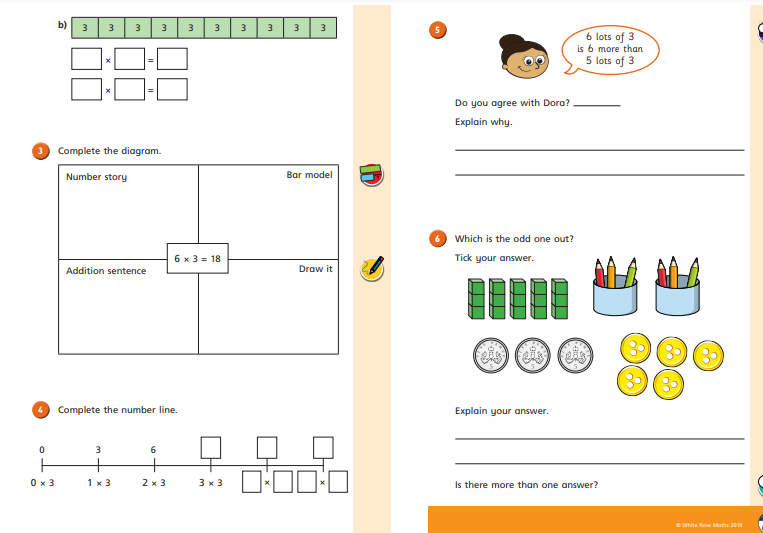 b) 3 3 3 3 3 3 3 3 3 3
× =
× =
3 Complete the diagram.
Number story
Bar model
6 × 3 = 18
Addition sentence
Draw it
4 Complete the number line.
0 3 6
0 × 3 1 × 3 2 × 3 3 × 3 × ×
5
6 lots of 3
is 6 more than
5 lots of 3
Do you agree with Dora?
Explain why.
6 Which is the odd one out?
Tick your answer.
5 5 5
Explain your answer.
Is there more than one answer?
© White Rose Maths 2019